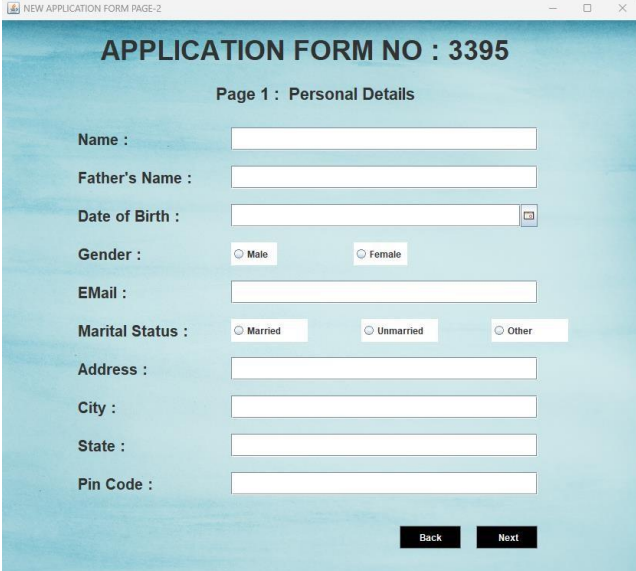 NEW APPLICATION FORM PAGE-2
APPLICATION FORM NO : 3395
Page 1 : Personal Details
Name :
Father's Name :
Date of Birth :
Gender : Male Female
EMail :
Marital Status : Married Unmarried Other
Address :
City :
State :
Pin Code :
Back Next